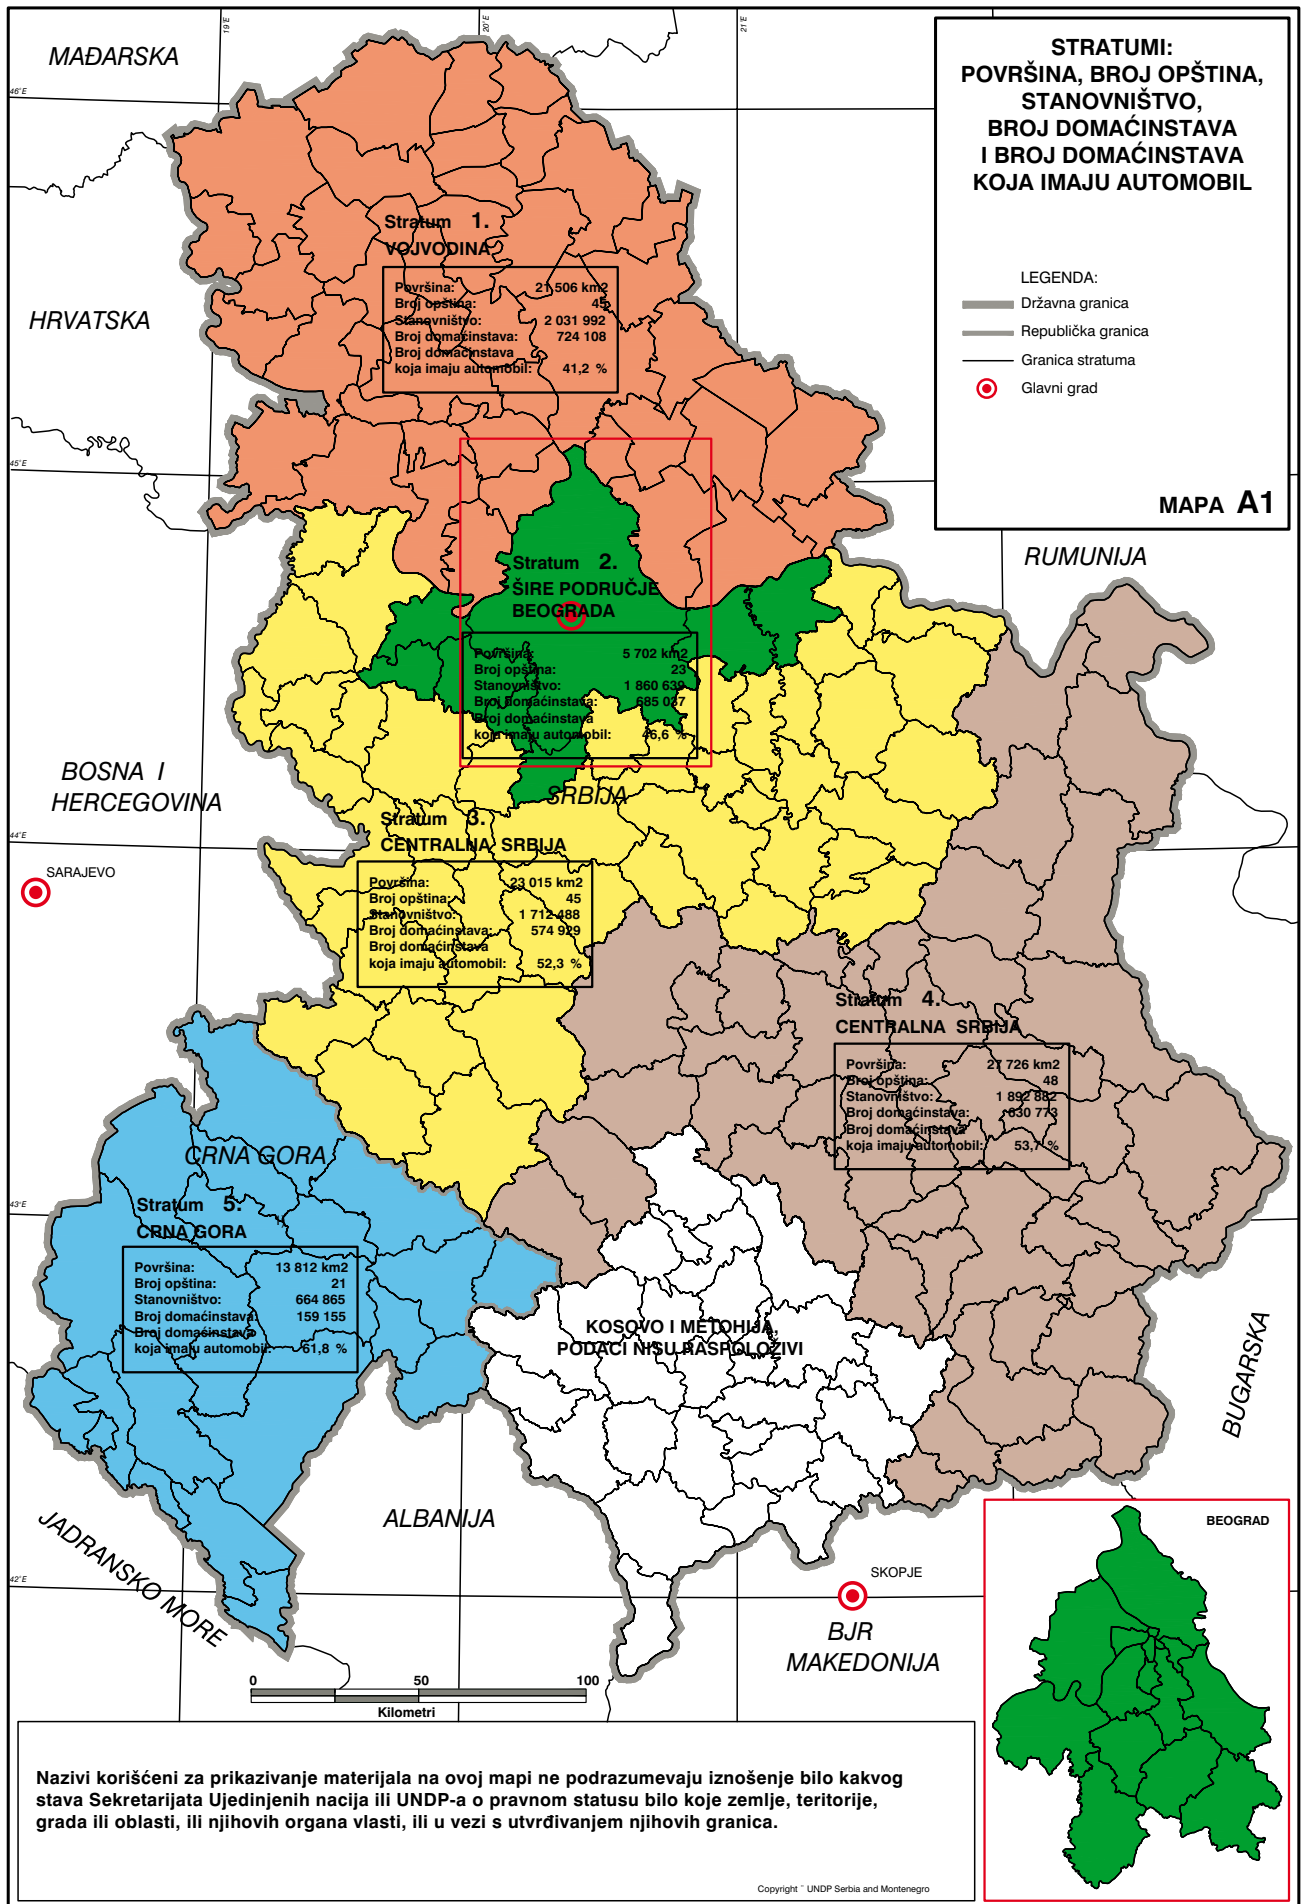 19˚E
20˚E
21˚E
MAĐARSKA
46˚E
STRATUMI:
POVRŠINA, BROJ OPŠTINA,
STANOVNIŠTVO,
BROJ DOMAĆINSTAVA
I BROJ DOMAĆINSTAVA
KOJA IMAJU AUTOMOBIL
LEGENDA:
Državna granica
Republička granica
Granica stratuma
Glavni grad
MAPA A1
Stratum 1.
VOJVODINA
Površina: 21 506 km2
Broj opština: 45
Stanovništvo: 2 031 992
Broj domaćinstava: 724 108
Broj domaćinstava
koja imaju automobil: 41,2 %
HRVATSKA
45˚E
RUMUNIJA
Stratum 2.
ŠIRE PODRUČJE
BEOGRADA
Površina: 5 702 km2
Broj opština: 23
Stanovništvo: 1 860 639
Broj domaćinstava: 685 037
Broj domaćinstava
koja imaju automobil: 46,6 %
BOSNA I
HERCEGOVINA
SRBIJA
44˚E
SARAJEVO
Stratum 3.
CENTRALNA SRBIJA
Površina: 23 015 km2
Broj opština: 45
Stanovništvo: 1 712 488
Broj domaćinstava: 574 929
Broj domaćinstava
koja imaju automobil: 52,3 %
Stratum 4.
CENTRALNA SRBIJA
Površina: 27 726 km2
Broj opština: 48
Stanovništvo: 1 892 882
Broj domaćinstava: 630 773
Broj domaćinstava
koja imaju automobil: 53,7 %
CRNA GORA
43˚E
Stratum 5.
CRNA GORA
Površina: 13 812 km2
Broj opština: 21
Stanovništvo: 664 865
Broj domaćinstava: 159 155
Broj domaćinstava
koja imaju automobil: 61,8 %
KOSOVO I METOHIJA,
PODACI NISU RASPOLOŽIVI
BUGARSKA
ALBANIJA
JADRANSKO MORE
42˚E
SKOPJE
BJR
MAKEDONIJA
BEOGRAD
0 50 100
Kilometri
Nazivi korišćeni za prikazivanje materijala na ovoj mapi ne podrazumevaju iznošenje bilo kakvog
stava Sekretarijata Ujedinjenih nacija ili UNDP-a o pravnom statusu bilo koje zemlje, teritorije,
grada ili oblasti, ili njihovih organa vlasti, ili u vezi s utvrđivanjem njihovih granica.
Copyright ¨ UNDP Serbia and Montenegro